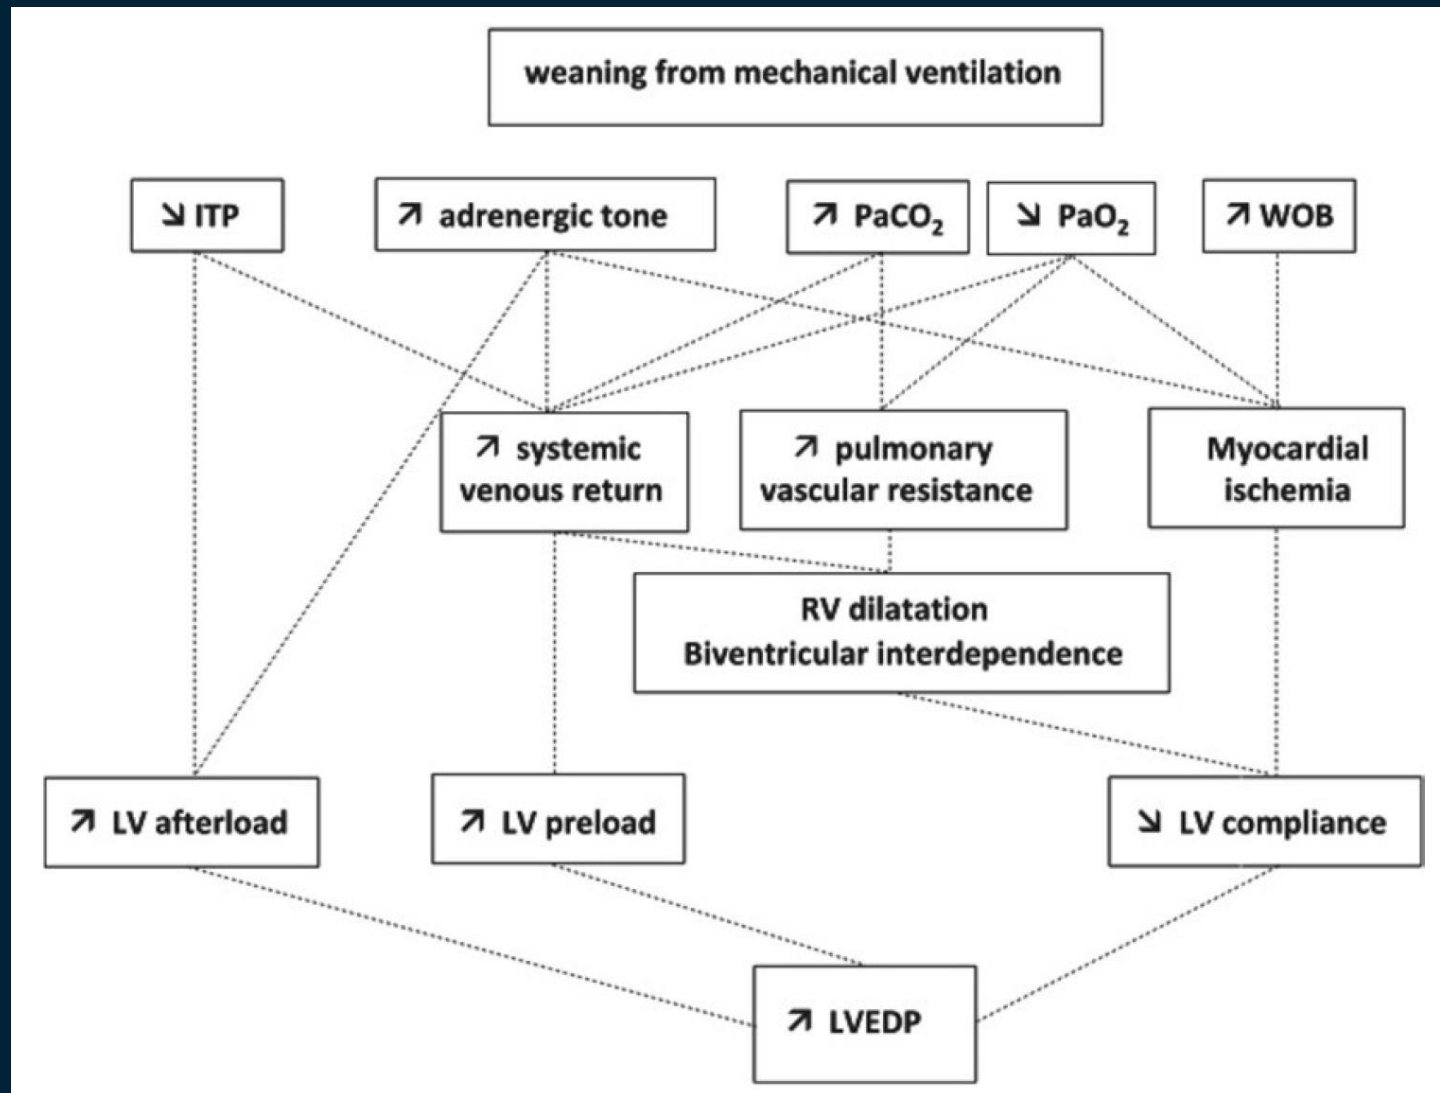 weaning from mechanical ventilation
↘ ITP
↗ adrenergic tone
↗ PaCO₂
↘ PaO₂
↗ WOB
↗ systemic
venous return
↗ pulmonary
vascular resistance
Myocardial
ischemia
RV dilatation
Biventricular interdependence
↗ LV afterload
↗ LV preload
↘ LV compliance
↗ LVEDP